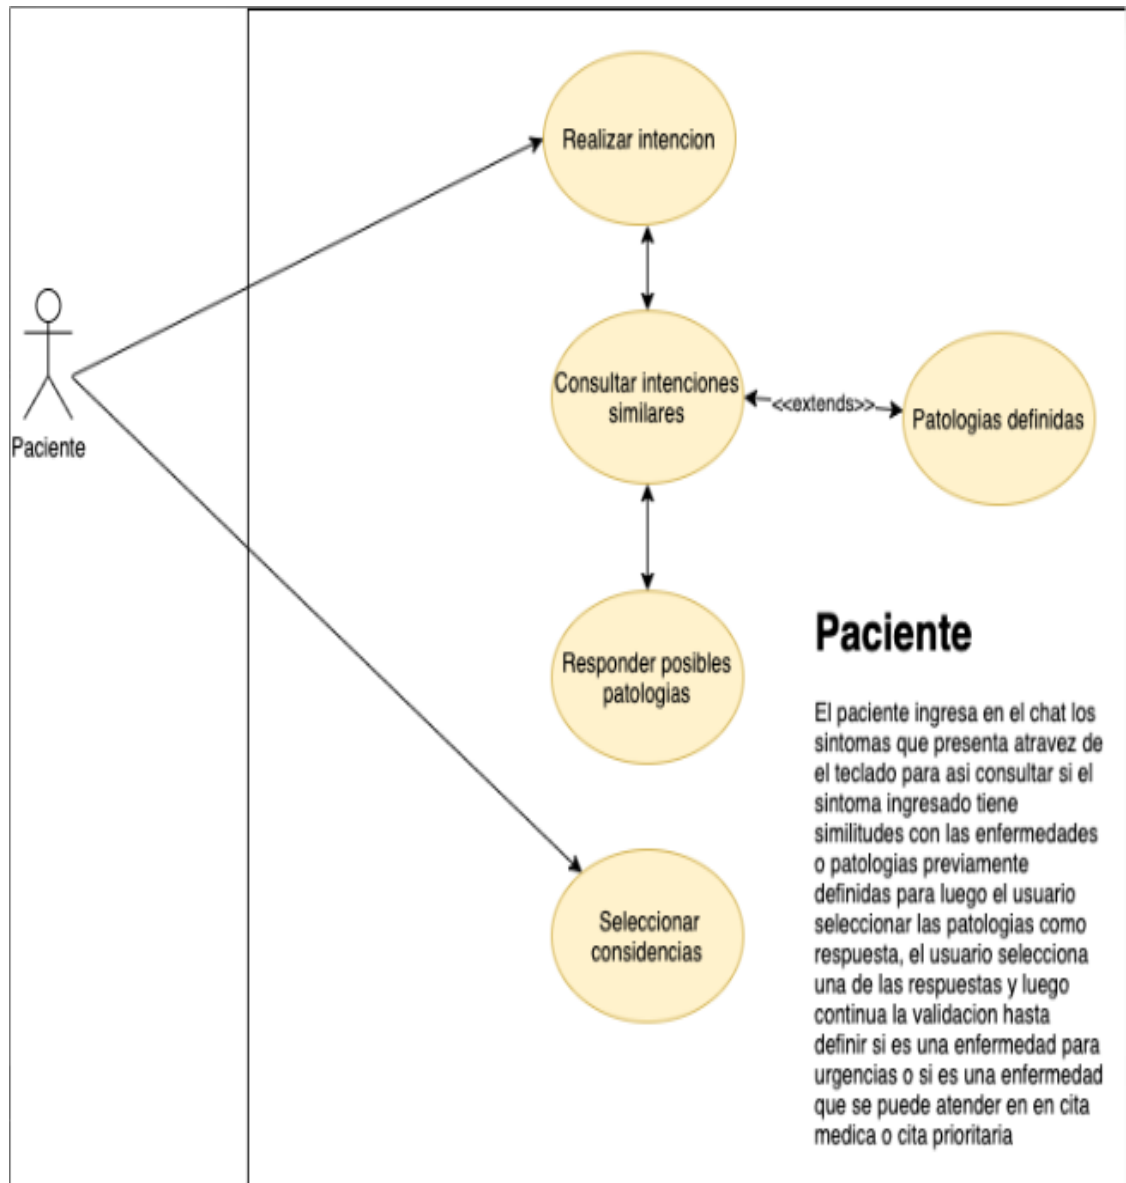 Realizar intencion
Paciente
Consultar intenciones
similares
<<extends>>
Patologias definidas
Responder posibles
patologias
Seleccionar
considencias
Paciente
El paciente ingresa en el chat los
sintomas que presenta atravez de
el teclado para asi consultar si el
sintoma ingresado tiene
similitudes con las enfermedades
o patologias previamente
definidas para luego el usuario
seleccionar las patologias como
respuesta, el usuario selecciona
una de las respuestas y luego
continua la validacion hasta
definir si es una enfermedad para
urgencias o si es una enfermedad
que se puede atender en en cita
medica o cita prioritaria